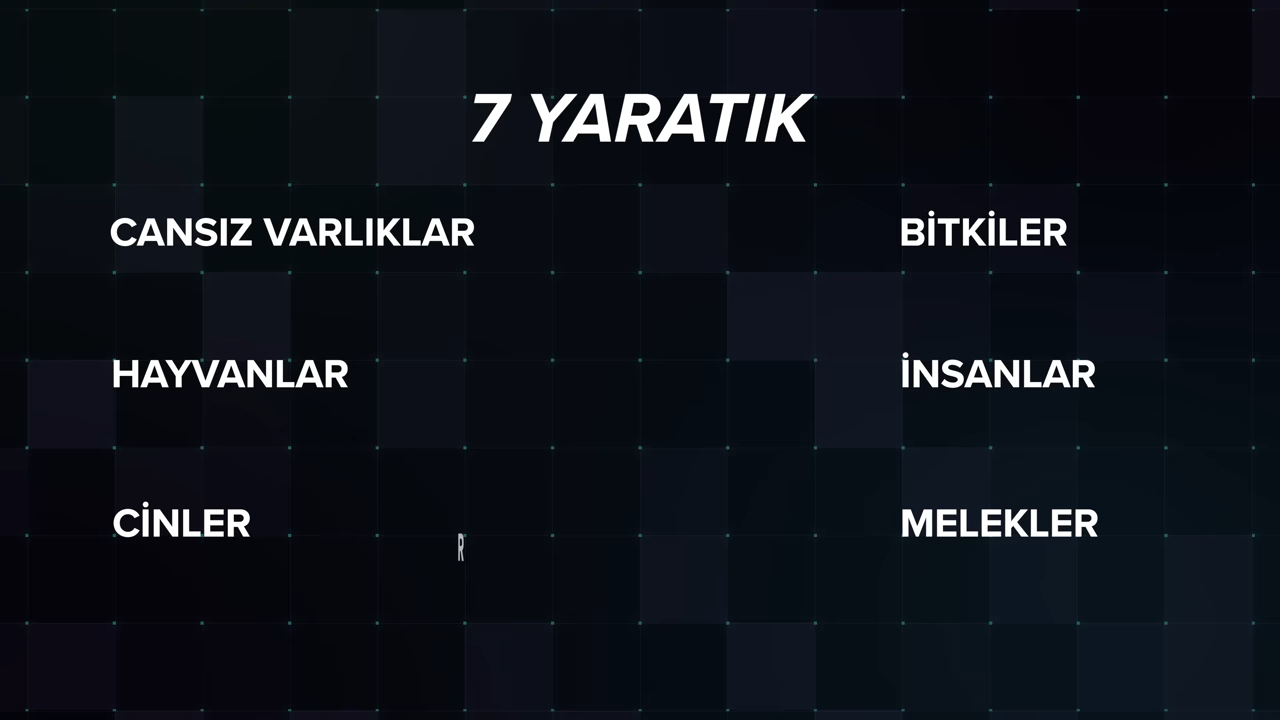 7 YARATIK
CANSIZ VARLIKLAR
BİTKİLER
HAYVANLAR
İNSANLAR
CİNLER
MELEKLER
R